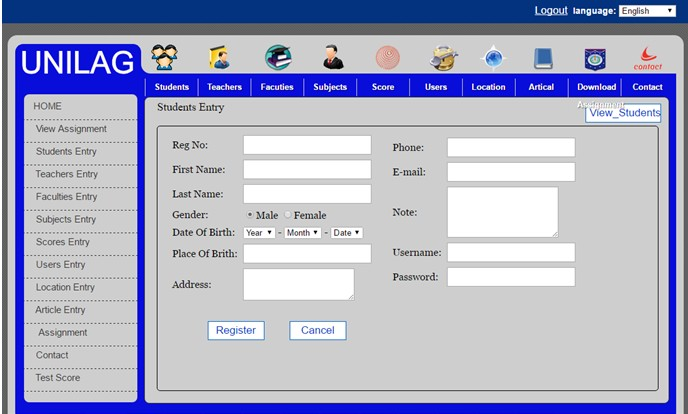 Logout language: English
UNILAG
contact
Students Teachers Facuties Subjects Score Users Location Artical Download Contact
Assignment
HOME
View Assignment
Students Entry
Teachers Entry
Faculties Entry
Subjects Entry
Scores Entry
Users Entry
Location Entry
Article Entry
Assignment
Contact
Test Score
Students Entry
View_Students
Reg No:
First Name:
Last Name:
Gender: Male Female
Date Of Birth: Year - Month - Date
Place Of Brith:
Address:
Phone:
E-mail:
Note:
Username:
Password:
Register Cancel